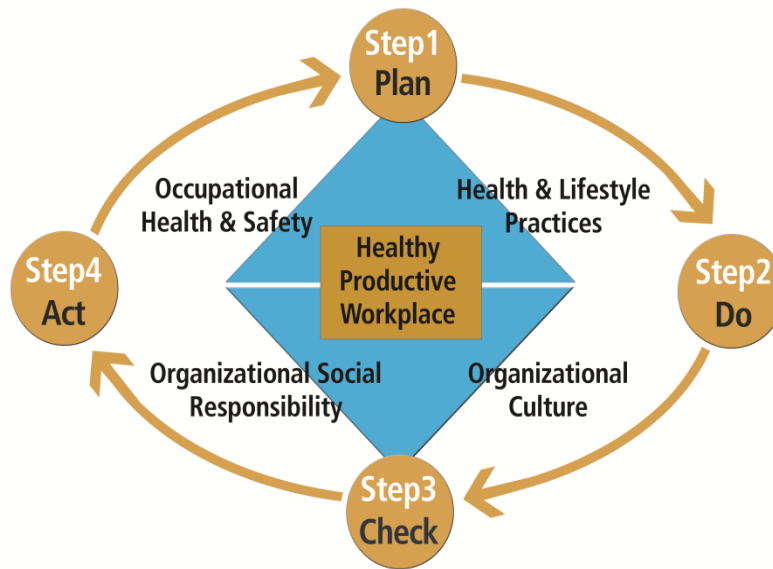 Step1
Plan
Occupational
Health & Safety
Health & Lifestyle
Practices
Healthy
Productive
Workplace
Step4
Act
Step2
Do
Organizational Social
Responsibility
Organizational
Culture
Step3
Check